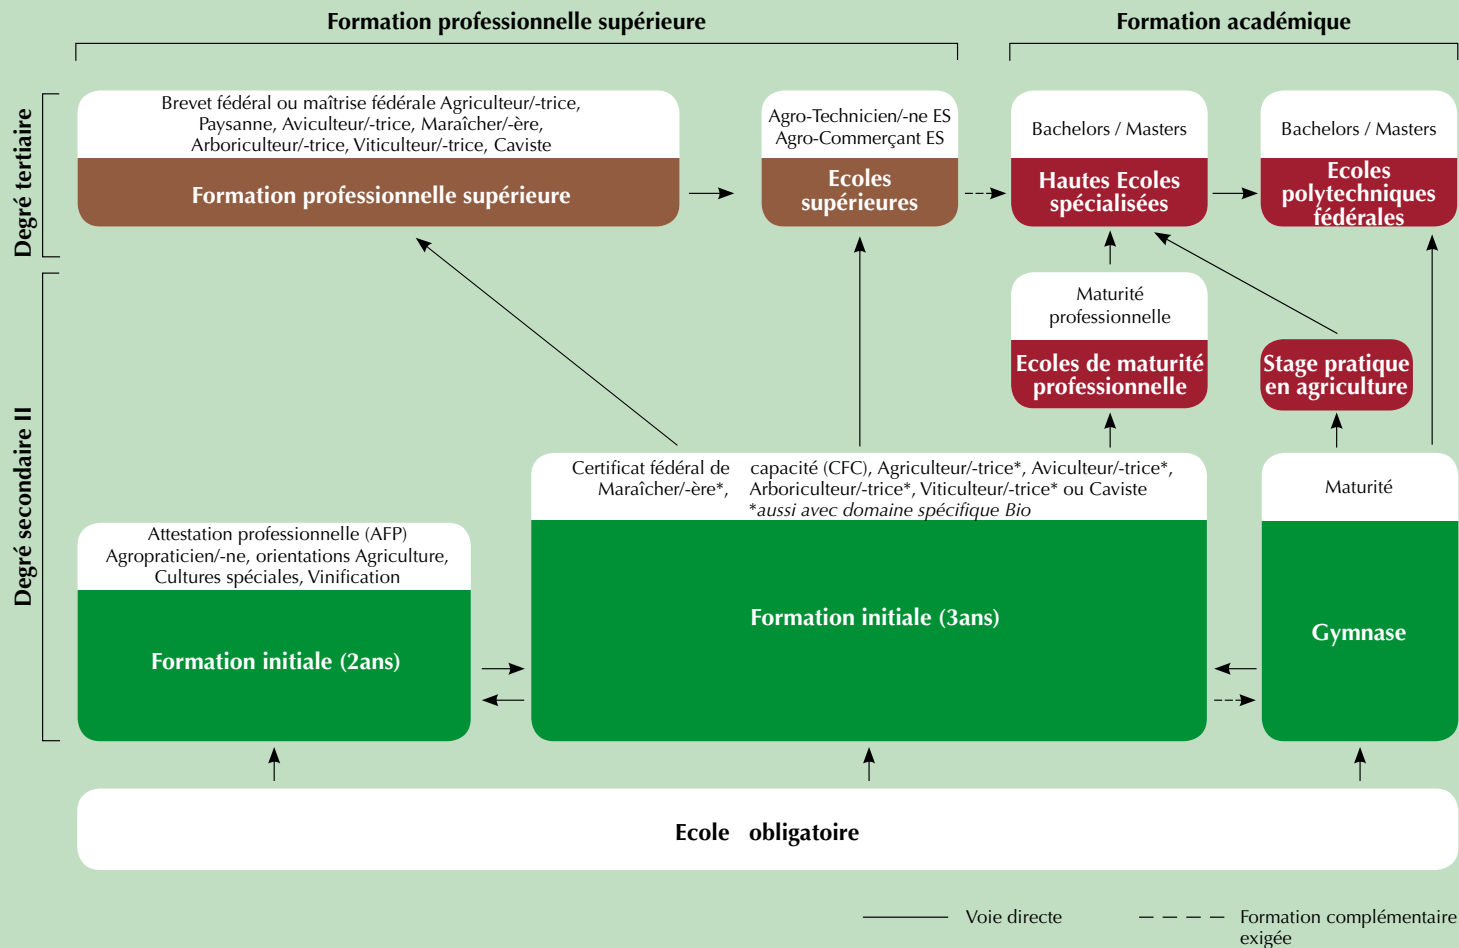 Formation professionnelle supérieure
Formation académique
Degré tertiaire
Brevet fédéral ou maîtrise fédérale Agriculteur/-trice,
Paysanne, Aviculteur/-trice, Maraîcher/-ère,
Arboriculteur/-trice, Viticulteur/-trice, Caviste
Formation professionnelle supérieure
Agro-Technicien/-ne ES
Agro-Commerçant ES
Ecoles
supérieures
Bachelors / Masters
Hautes Ecoles
spécialisées
Bachelors / Masters
Ecoles
polytechniques
fédérales
Degré secondaire II
Maturité
professionnelle
Ecoles de maturité
professionnelle
Stage pratique
en agriculture
Attestation professionnelle (AFP)
Agropraticien/-ne, orientations Agriculture,
Cultures spéciales, Vinification
Formation initiale (2ans)
Certificat fédéral de capacité (CFC), Agriculteur/-trice*, Aviculteur/-trice*,
Maraîcher/-ère*, Arboriculteur/-trice*, Viticulteur/-trice* ou Caviste
*aussi avec domaine spécifique Bio
Formation initiale (3ans)
Maturité
Gymnase
Ecole obligatoire
Voie directe
Formation complémentaire
exigée